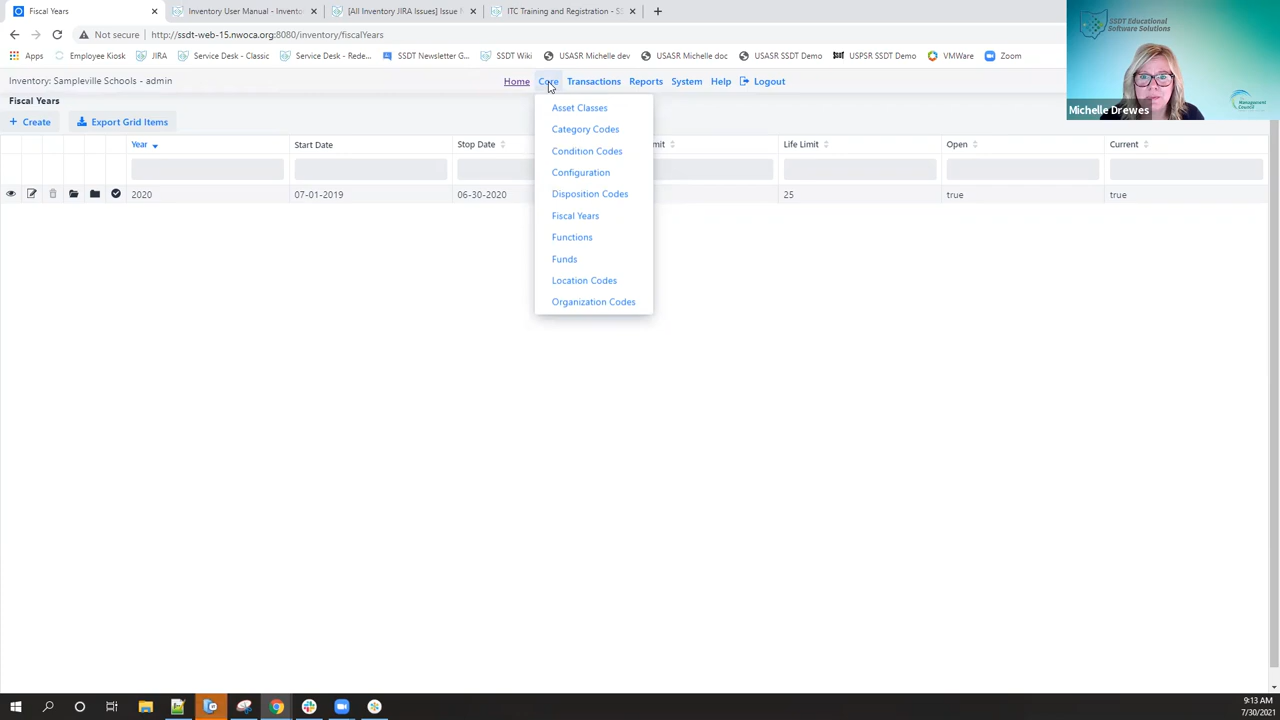 Fiscal Years
Inventory User Manual - Invento
[All Inventory JIRA Issues] Issue
ITC Training and Registration - SS
Not secure
http://ssdt-web-15.nwoca.org:8080/inventory/fiscalYears
Apps
Employee Kiosk
JIRA
Service Desk - Classic
Service Desk - Rede...
SSDT Newsletter G...
SSDT Wiki
USASR Michelle dev
USASR Michelle doc
USASR SSDT Demo
USPSR SSDT Demo
VMWare
Zoom
SSDT Educational
Software Solutions
Management
Council
Michelle Drewes
Inventory: Sampleville Schools - admin
Home
Core
Transactions
Reports
System
Help
Logout
Fiscal Years
+ Create
Export Grid Items
Asset Classes
Category Codes
Condition Codes
Configuration
Disposition Codes
Fiscal Years
Functions
Funds
Location Codes
Organization Codes
Year
Start Date
Stop Date
mit
Life Limit
Open
Current
2020
07-01-2019
06-30-2020
25
true
true
9:13 AM
7/30/2021